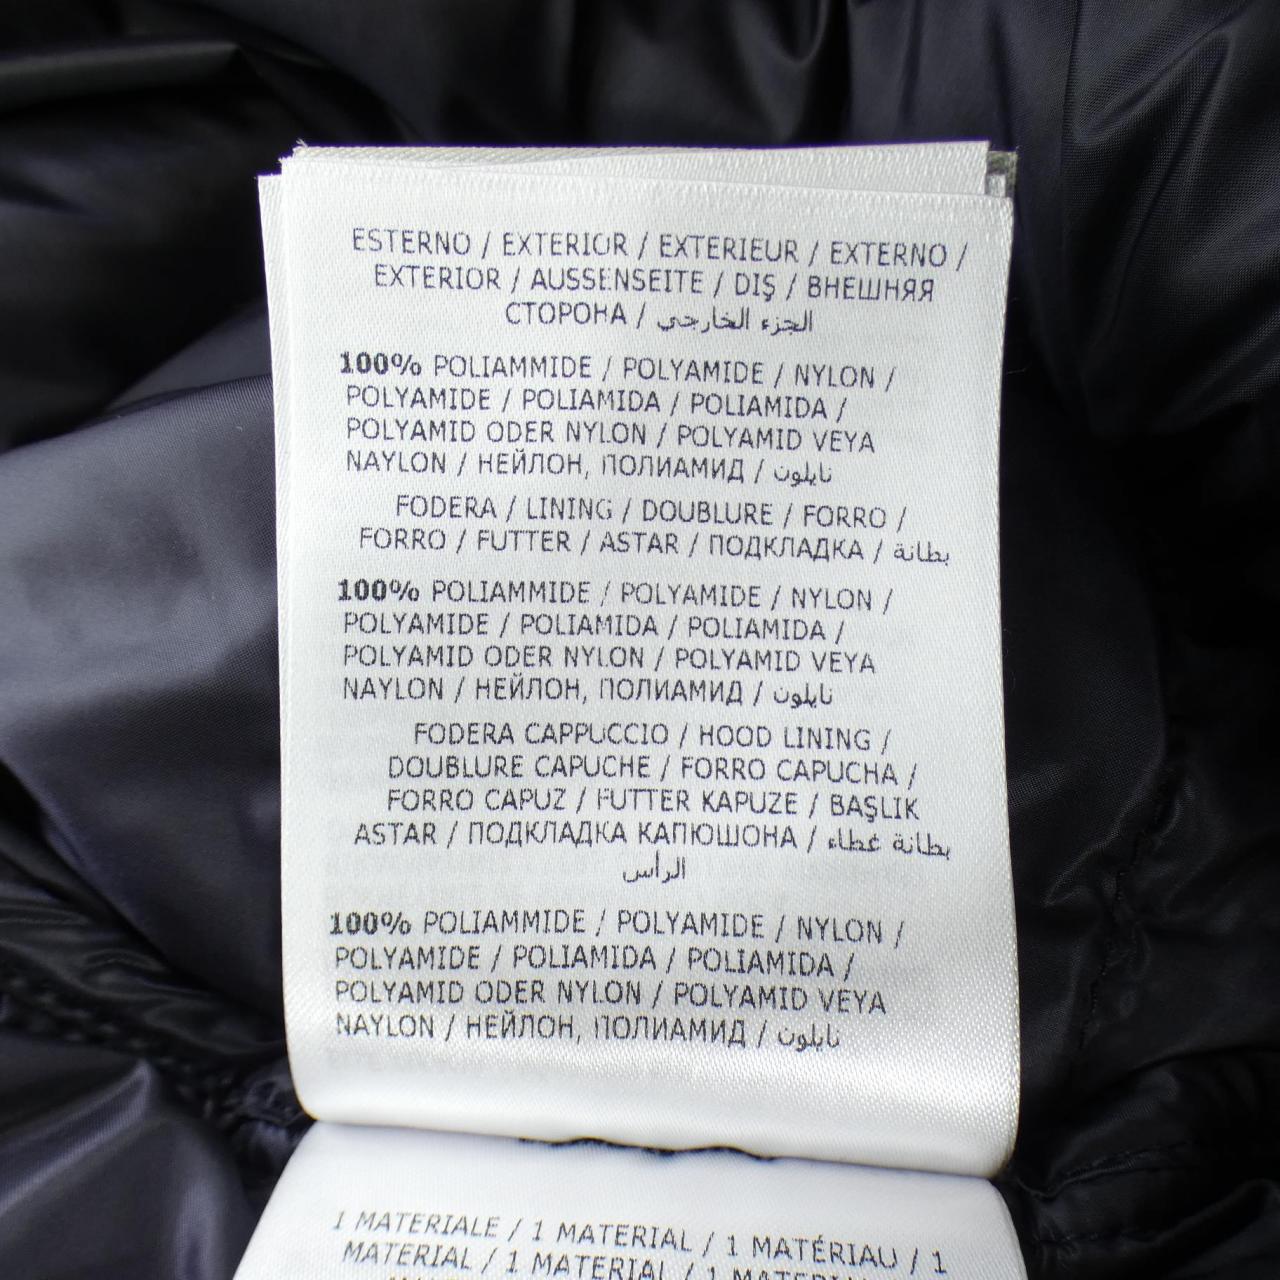 ESTERNO / EXTERIOR / EXTERIEUR / EXTERNO /
EXTERIOR / AUSSENSEITE / DIŞ / ВНЕШНЯЯ
СТОРОНА / الجزء الخارجي
100% POLIAMMIDE / POLYAMIDE / NYLON /
POLYAMIDE / POLIAMIDA / POLIAMIDA /
POLYAMID ODER NYLON / POLYAMID VEYA
NAYLON / НЕЙЛОН, ПОЛИАМИД / نايلون
FODERA / LINING / DOUBLURE / FORRO /
FORRO / FUTTER / ASTAR / ПОДКЛАДКА / بطانة
100% POLIAMMIDE / POLYAMIDE / NYLON /
POLYAMIDE / POLIAMIDA / POLIAMIDA /
POLYAMID ODER NYLON / POLYAMID VEYA
NAYLON / НЕЙЛОН, ПОЛИАМИД / نايلون
FODERA CAPPUCCIO / HOOD LINING /
DOUBLURE CAPUCHE / FORRO CAPUCHA /
FORRO CAPUZ / FUTTER KAPUZE / BAŞLIK
ASTAR / ПОДКЛАДКА КАПЮШОНА / بطانة غطاء
الرأس
100% POLIAMMIDE / POLYAMIDE / NYLON /
POLYAMIDE / POLIAMIDA / POLIAMIDA /
POLYAMID ODER NYLON / POLYAMID VEYA
NAYLON / НЕЙЛОН, ПОЛИАМИД / نايلون
1 MATERIALE / 1 MATERIAL / 1 MATÉRIAU / 1
MATERIAL / 1 MATERIAL / 1 MATERIAL